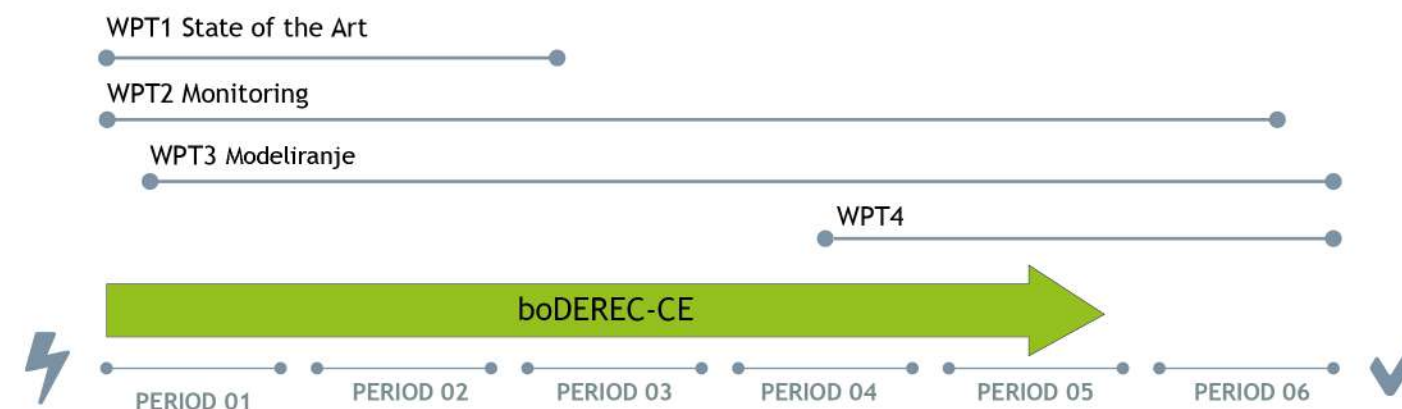 WPT1 State of the Art
WPT2 Monitoring
WPT3 Modeliranje
WPT4
boDEREC-CE
PERIOD 01
PERIOD 02
PERIOD 03
PERIOD 04
PERIOD 05
PERIOD 06